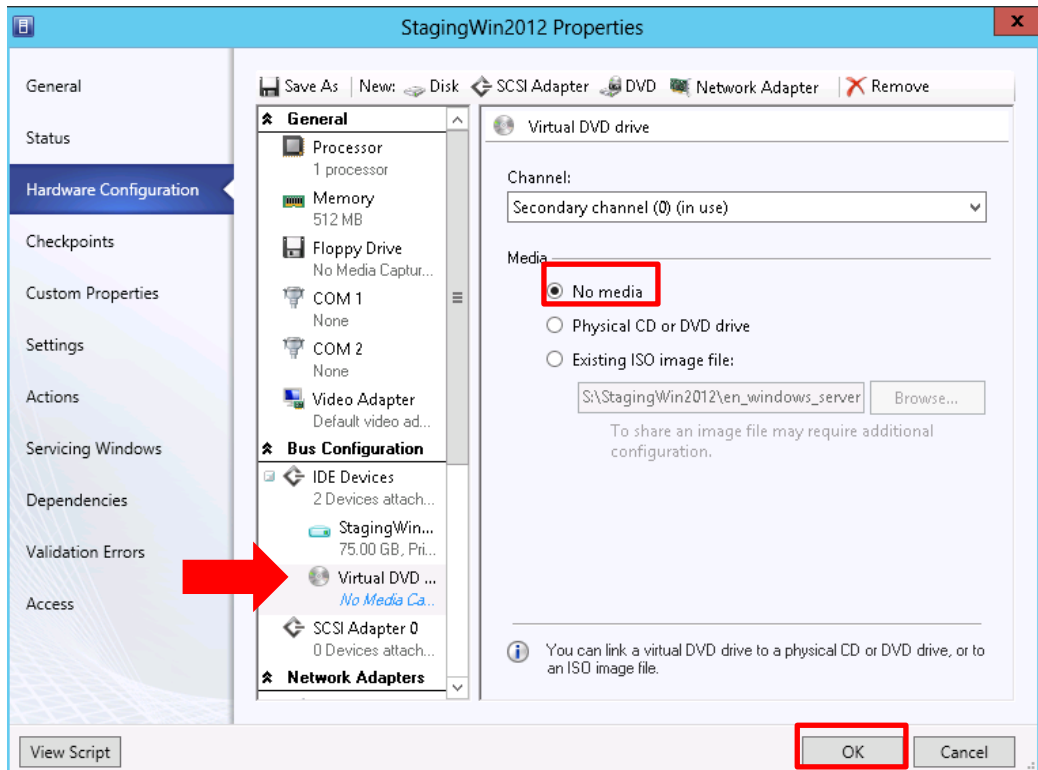 StagingWin2012 Properties
x
General
Status
Hardware Configuration
Checkpoints
Custom Properties
Settings
Actions
Servicing Windows
Dependencies
Validation Errors
Access
Save As New: Disk SCSI Adapter DVD Network Adapter Remove
General
Processor
1 processor
Memory
512 MB
Floppy Drive
No Media Captur...
COM 1
None
COM 2
None
Video Adapter
Default video ad...
Bus Configuration
IDE Devices
2 Devices attach...
StagingWin...
75.00 GB, Pri...
Virtual DVD ...
No Media Ca...
SCSI Adapter 0
0 Devices attach...
Network Adapters
Virtual DVD drive
Channel:
Secondary channel (0) (in use)
Media
No media
Physical CD or DVD drive
Existing ISO image file:
S:\StagingWin2012\en_windows_server
Browse...
To share an image file may require additional
configuration.
You can link a virtual DVD drive to a physical CD or DVD drive, or to
an ISO image file.
View Script
OK
Cancel